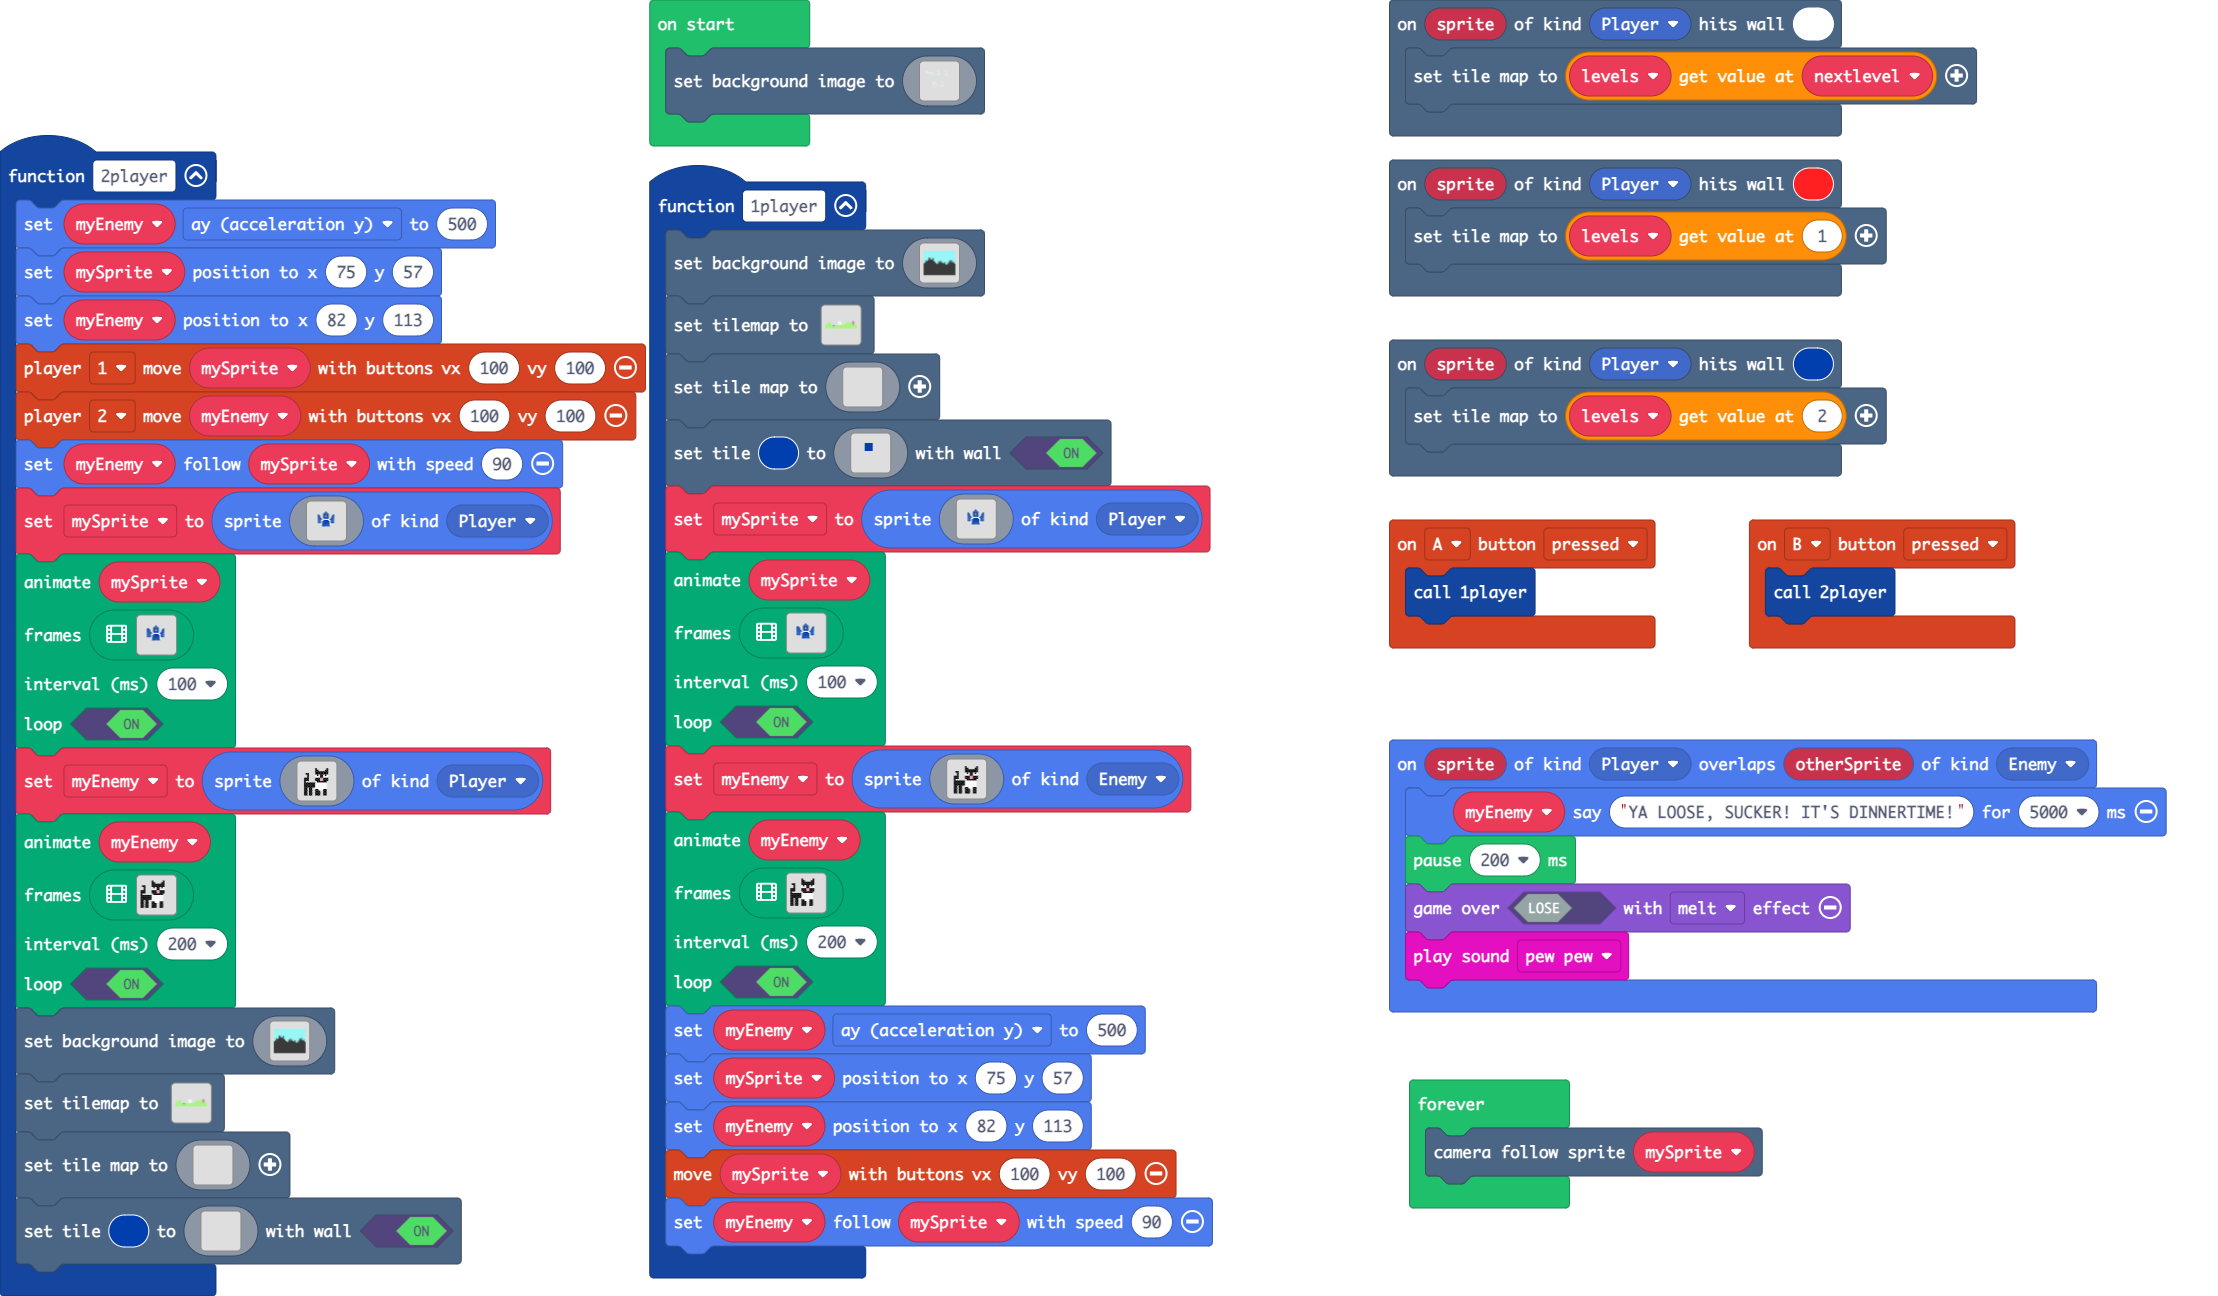 function 2player
set myEnemy ay (acceleration y) to 500
set mySprite position to x 75 y 57
set myEnemy position to x 82 y 113
player 1 move mySprite with buttons vx 100 vy 100
player 2 move myEnemy with buttons vx 100 vy 100
set myEnemy follow mySprite with speed 90
set mySprite to sprite of kind Player
animate mySprite
frames
interval (ms) 100
loop ON
set myEnemy to sprite of kind Player
animate myEnemy
frames
interval (ms) 200
loop ON
set background image to
set tilemap to
set tile map to
set tile to with wall ON
on start
set background image to
function 1player
set background image to
set tilemap to
set tile map to
set tile to with wall ON
set mySprite to sprite of kind Player
animate mySprite
frames
interval (ms) 100
loop ON
set myEnemy to sprite of kind Enemy
animate myEnemy
frames
interval (ms) 200
loop ON
set myEnemy ay (acceleration y) to 500
set mySprite position to x 75 y 57
set myEnemy position to x 82 y 113
move mySprite with buttons vx 100 vy 100
set myEnemy follow mySprite with speed 90
on sprite of kind Player hits wall
set tile map to levels get value at nextlevel
on sprite of kind Player hits wall
set tile map to levels get value at 1
on sprite of kind Player hits wall
set tile map to levels get value at 2
on A button pressed
call 1player
on B button pressed
call 2player
on sprite of kind Player overlaps otherSprite of kind Enemy
myEnemy say "YA LOOSE, SUCKER! IT'S DINNERTIME!" for 5000 ms
pause 200 ms
game over LOSE with melt effect
play sound pew pew
forever
camera follow sprite mySprite